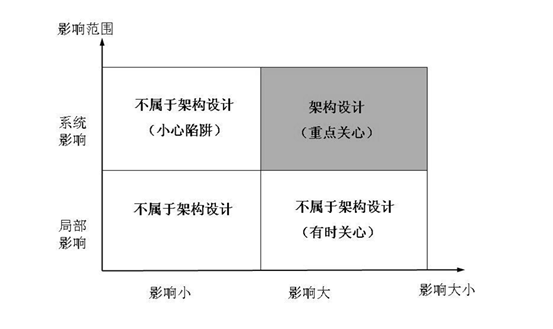 影响范围
不属于架构设计
（小心陷阱）
架构设计
（重点关心）
系统
影响
不属于架构设计
不属于架构设计
（有时关心）
局部
影响
影响小
影响大
影响大小